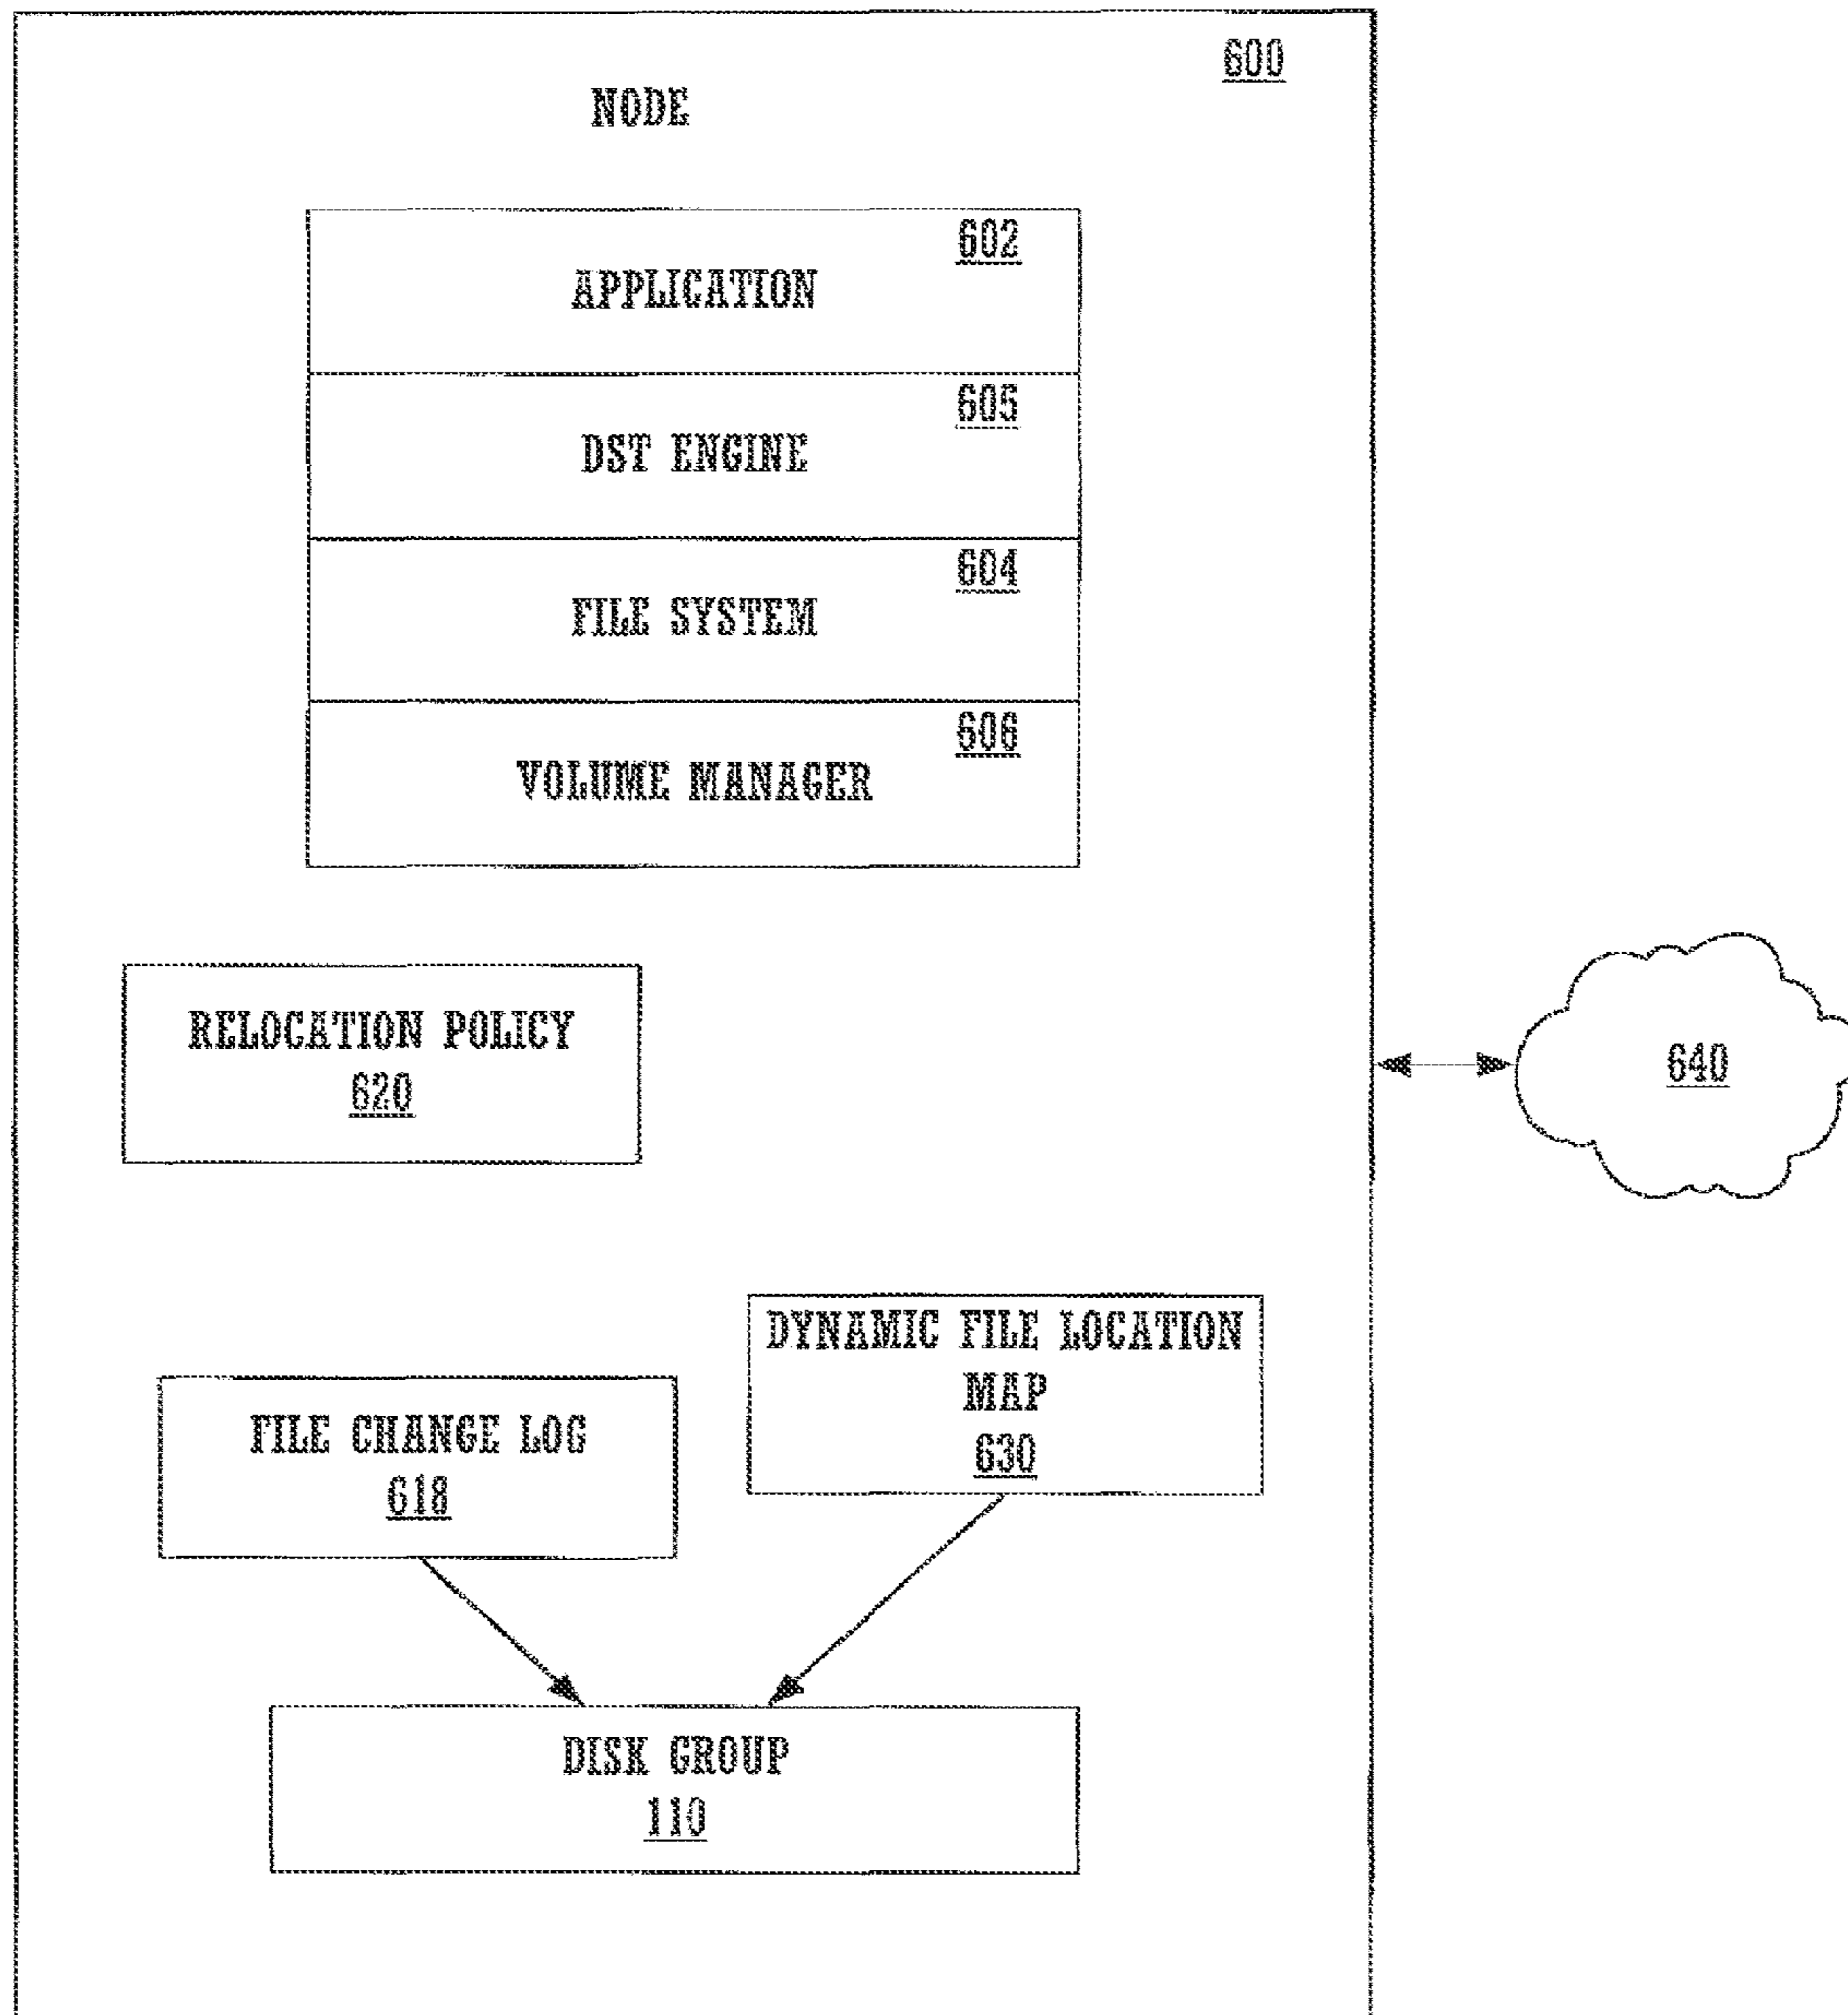 600
NODE
602
APPLICATION
605
DST ENGINE
604
FILE SYSTEM
606
VOLUME MANAGER
RELOCATION POLICY
620
640
DYNAMIC FILE LOCATION
MAP
630
FILE CHANGE LOG
618
DISK GROUP
110